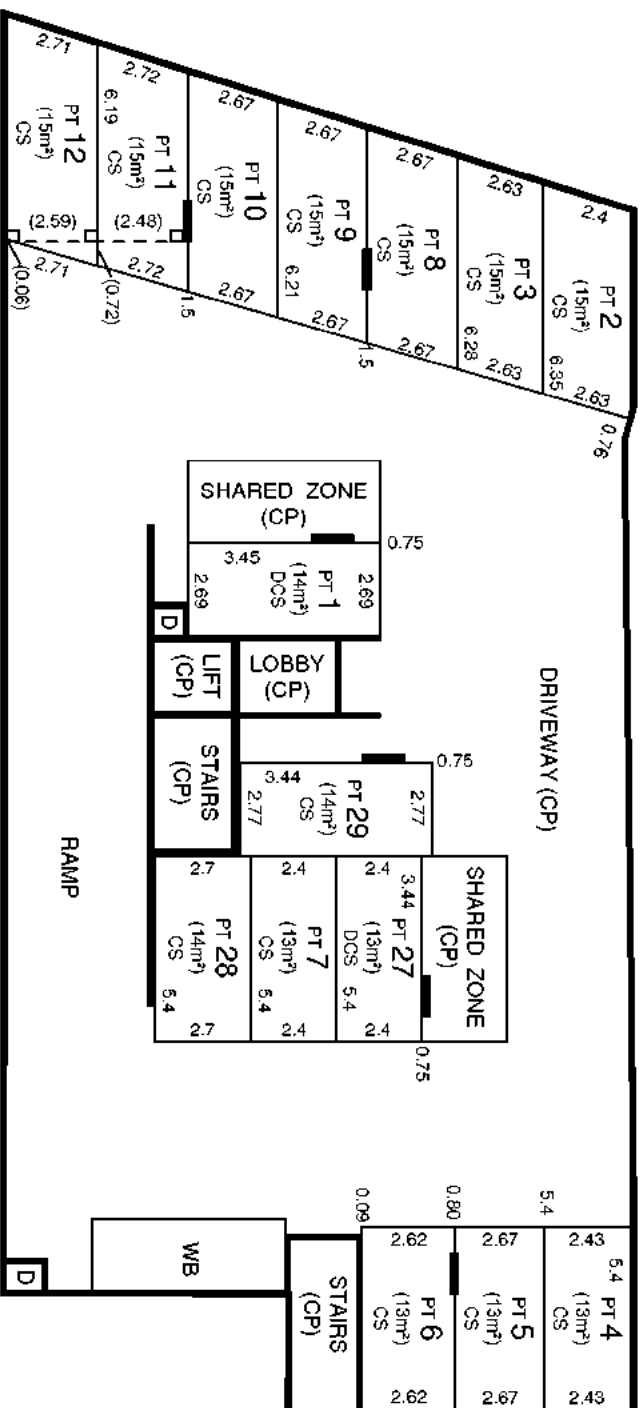 2.71
2.72
2.67
2.67
2.67
2.63
2.4
PT 12
(15m²)
CS
6.19
PT 11
(15m²)
CS
PT 10
(15m²)
CS
PT 9
(15m²)
CS
6.21
PT 8
(15m²)
CS
PT 3
(15m²)
CS
6.28
PT 2
(15m²)
CS
6.35
(2.59)
(2.48)
2.71
2.72
2.67
2.67
2.67
2.63
2.63
(0.06)
(0.72)
1.5
1.5
0.76
SHARED ZONE
(CP)
0.75
3.45
PT 1
(14m²)
DCS
2.69
2.69
D
LIFT
(CP)
LOBBY
(CP)
DRIVEWAY (CP)
STAIRS
(CP)
0.75
3.44
PT 29
(14m²)
CS
2.77
2.77
RAMP
2.7
2.4
2.4
3.44
PT 28
(14m²)
CS
5.4
PT 7
(13m²)
CS
5.4
PT 27
(13m²)
DCS
5.4
SHARED ZONE
(CP)
2.7
2.4
2.4
0.75
0.09
0.80
5.4
2.62
2.67
2.43
5.4
WB
D
STAIRS
(CP)
PT 6
(13m²)
CS
PT 5
(13m²)
CS
PT 4
(13m²)
CS
2.62
2.67
2.43